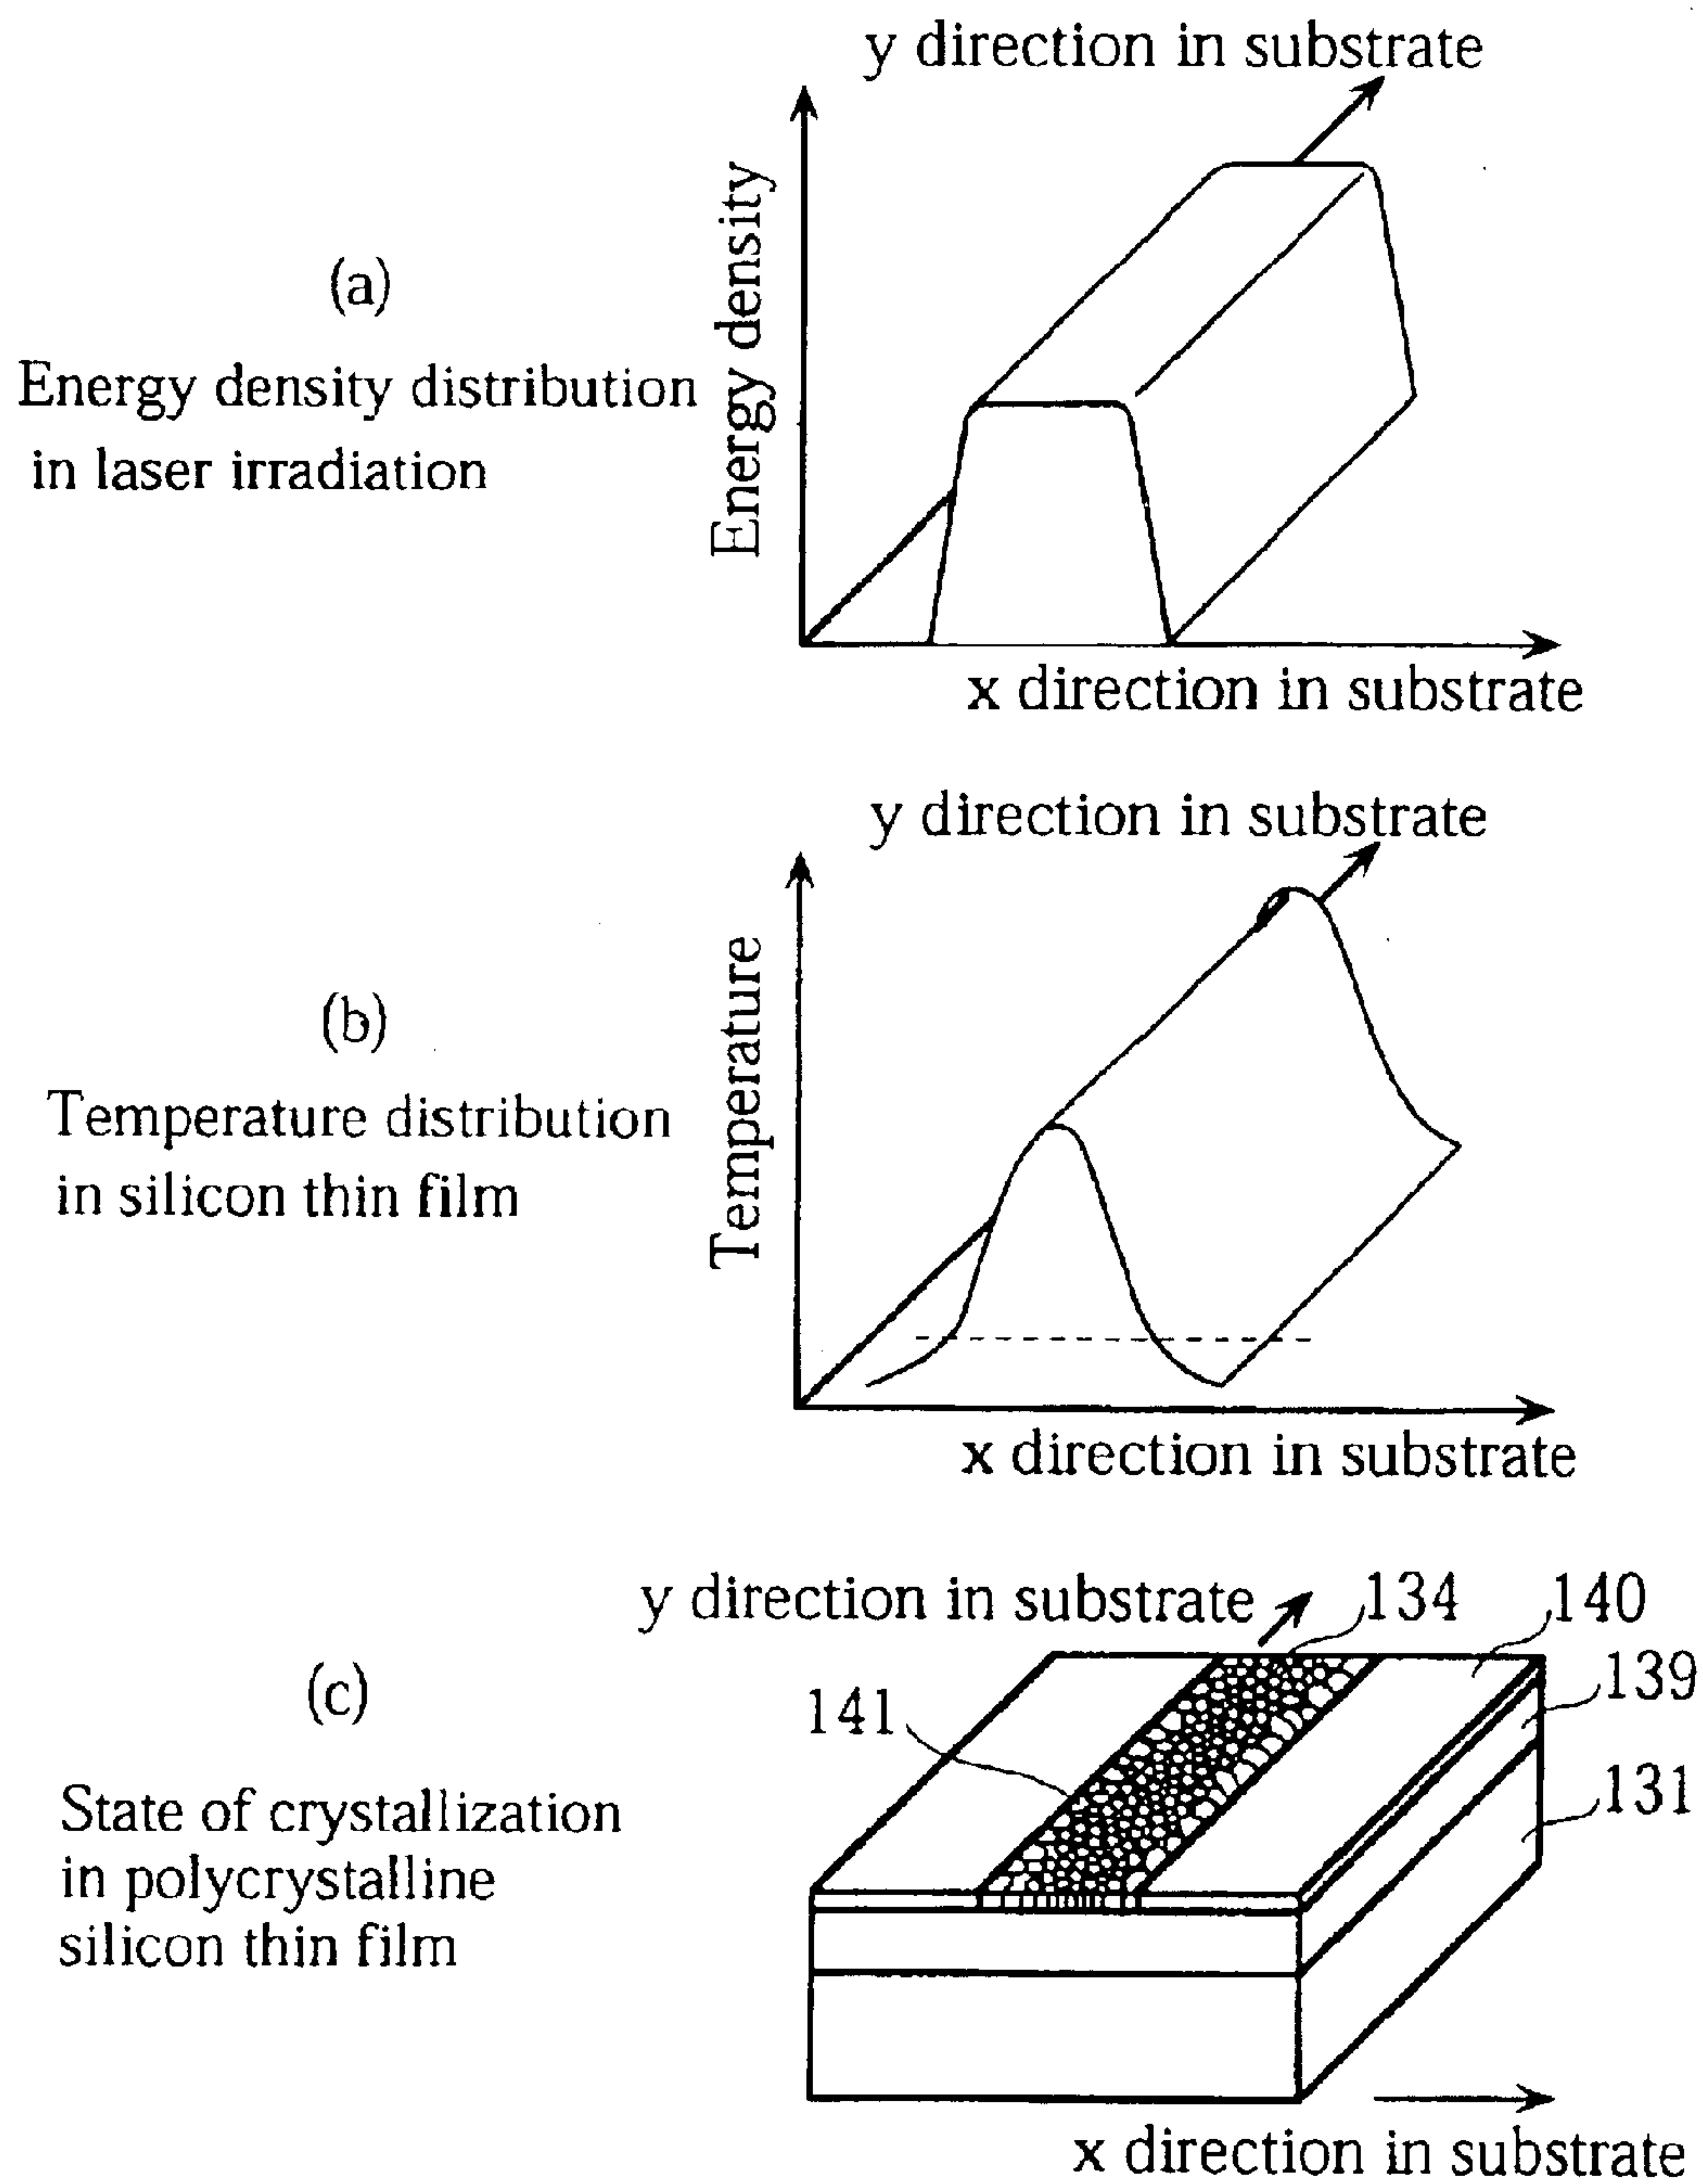 y direction in substrate
Energy density
(a)
Energy density distribution
in laser irradiation
x direction in substrate
y direction in substrate
Temperature
(b)
Temperature distribution
in silicon thin film
x direction in substrate
y direction in substrate
134
140
139
(c)
141
131
State of crystallization
in polycrystalline
silicon thin film
x direction in substrate